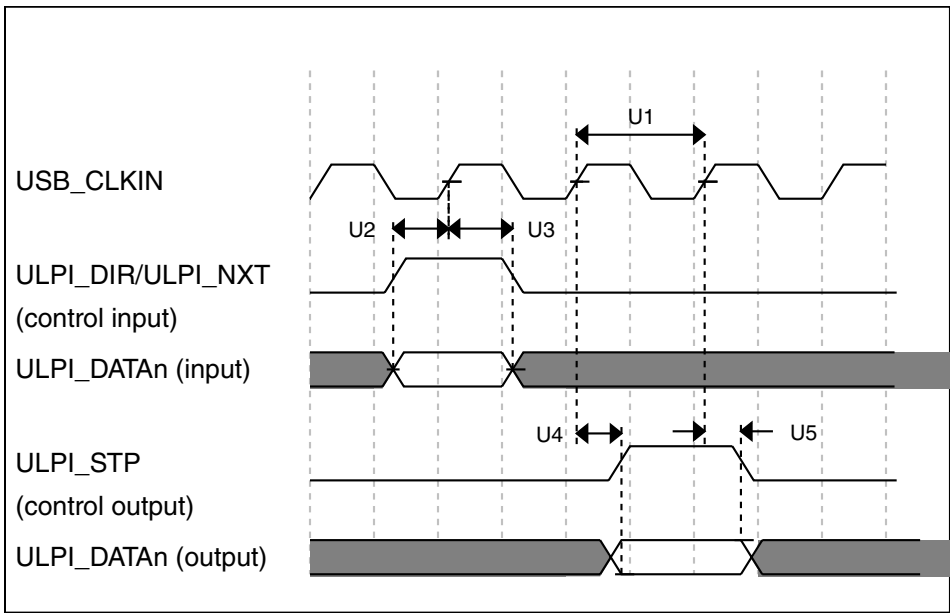 U1
USB_CLKIN
U2
U3
ULPI_DIR/ULPI_NXT
(control input)
ULPI_DATAn (input)
U4
U5
ULPI_STP
(control output)
ULPI_DATAn (output)